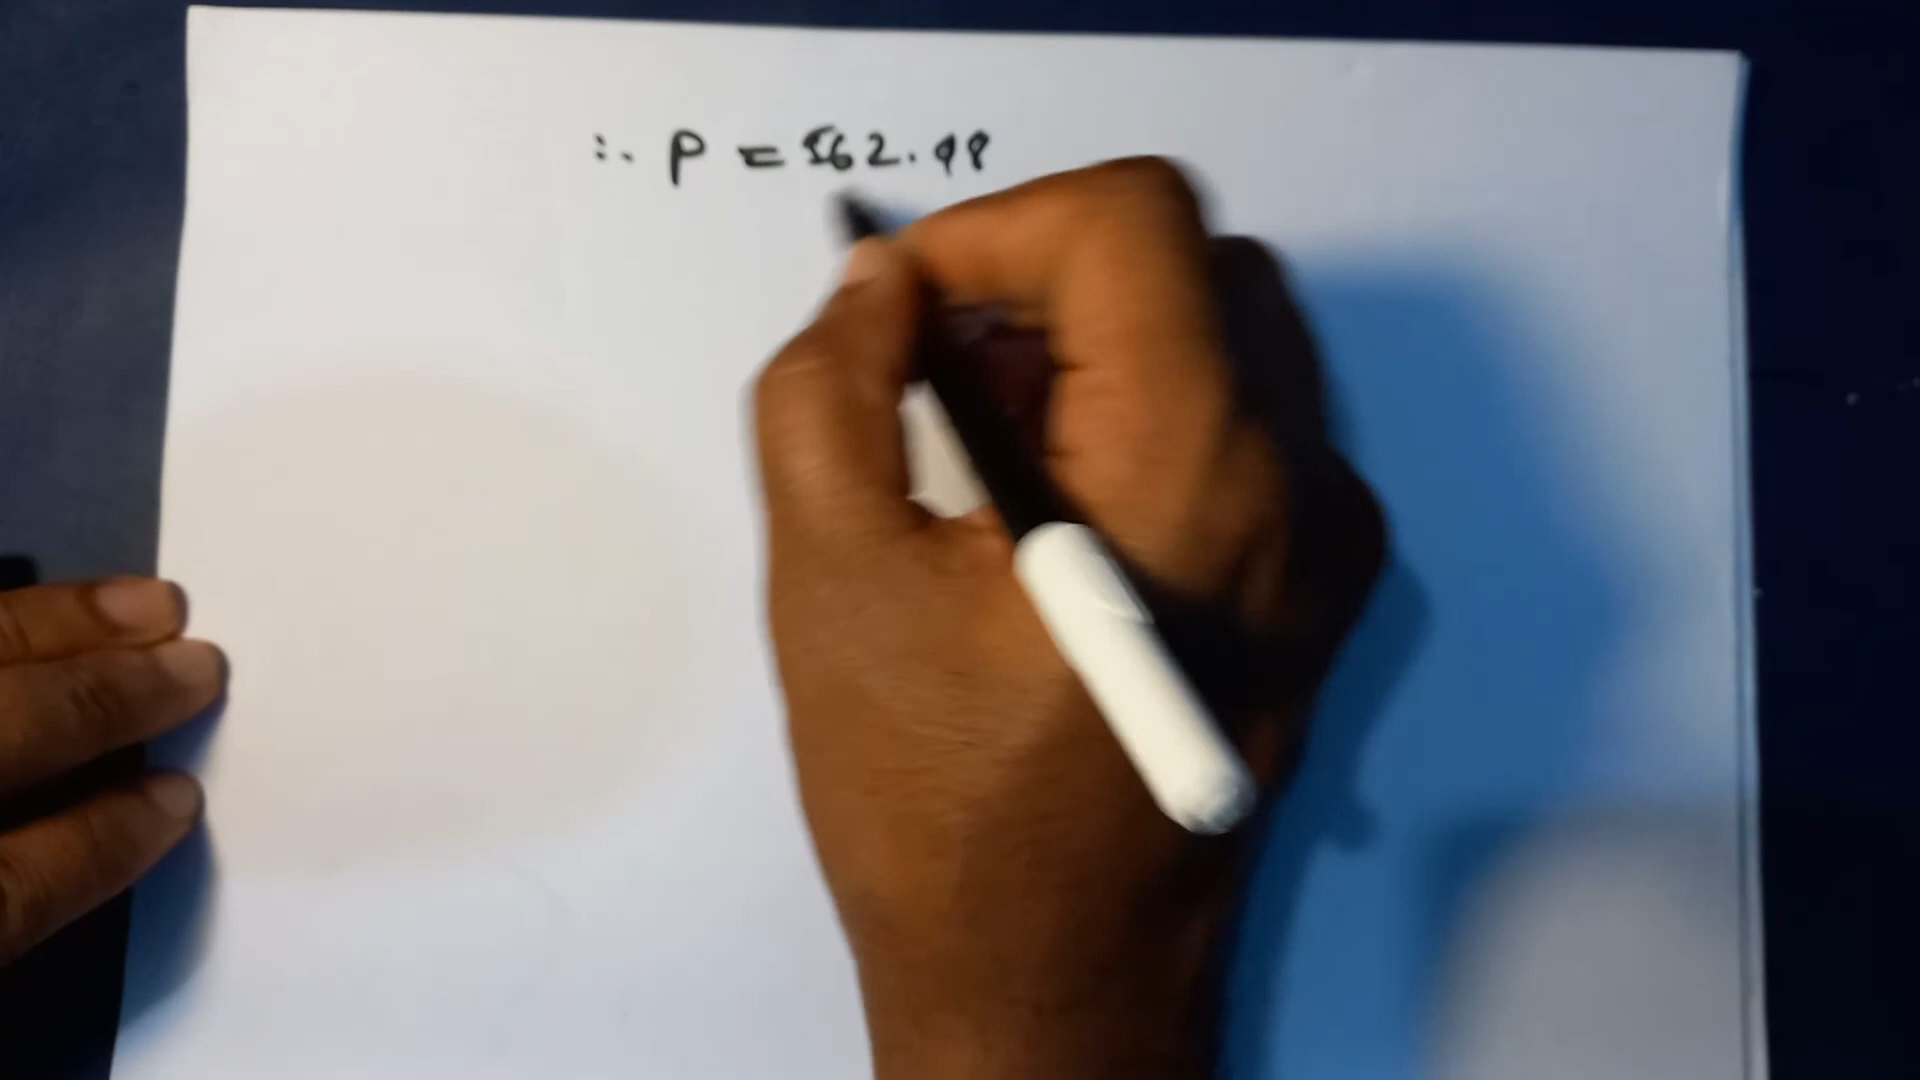 ∴ P = 562.98